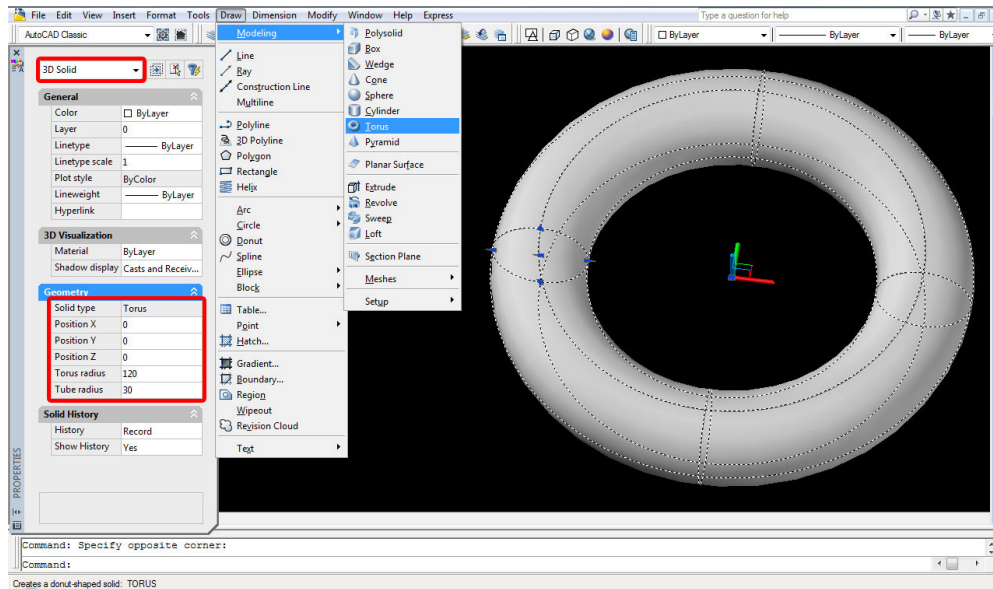 File Edit View Insert Format Tools Draw Dimension Modify Window Help Express Type a question for help
AutoCAD Classic ByLayer ByLayer ByLayer
3D Solid
General
Color ByLayer
Layer 0
Linetype ByLayer
Linetype scale 1
Plot style ByColor
Lineweight ByLayer
Hyperlink
3D Visualization
Material ByLayer
Shadow display Casts and Receiv...
Geometry
Solid type Torus
Position X 0
Position Y 0
Position Z 0
Torus radius 120
Tube radius 30
Solid History
History Record
Show History Yes
PROPERTIES
Modeling
Line
Ray
Construction Line
Multiline
Polyline
3D Polyline
Polygon
Rectangle
Helix
Arc
Circle
Donut
Spline
Ellipse
Block
Table...
Point
Hatch...
Gradient...
Boundary...
Region
Wipeout
Revision Cloud
Text
Polysolid
Box
Wedge
Cone
Sphere
Cylinder
Torus
Pyramid
Planar Surface
Extrude
Revolve
Sweep
Loft
Section Plane
Meshes
Setup
Command: Specify opposite corner:
Command:
Creates a donut-shaped solid: TORUS